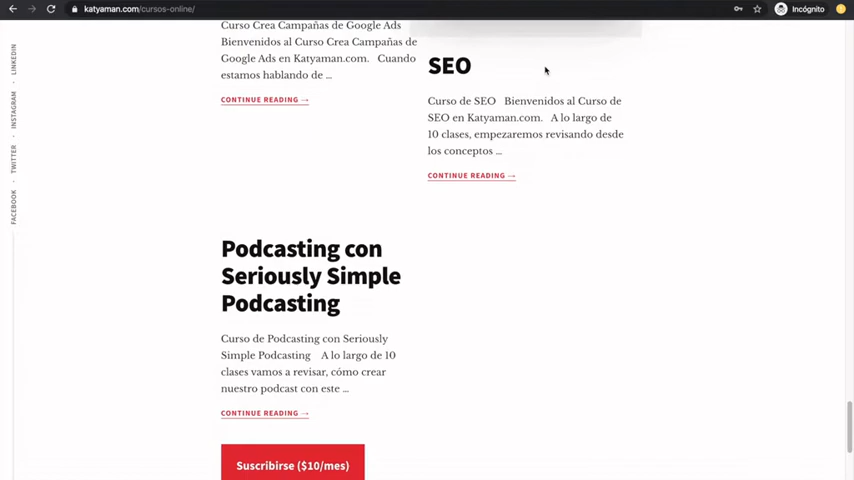 katyaman.com/cursos-online/
Incógnito
LINKEDIN
INSTAGRAM
TWITTER
FACEBOOK
Curso Crea Campañas de Google Ads
Bienvenidos al Curso Crea Campañas de
Google Ads en Katyaman.com. Cuando
estamos hablando de ...
CONTINUE READING →
SEO
Curso de SEO Bienvenidos al Curso de
SEO en Katyaman.com. A lo largo de
10 clases, empezaremos revisando desde
los conceptos ...
CONTINUE READING →
Podcasting con
Seriously Simple
Podcasting
Curso de Podcasting con Seriously
Simple Podcasting A lo largo de 10
clases vamos a revisar, cómo crear
nuestro podcast con este ...
CONTINUE READING →
Suscribirse ($10/mes)